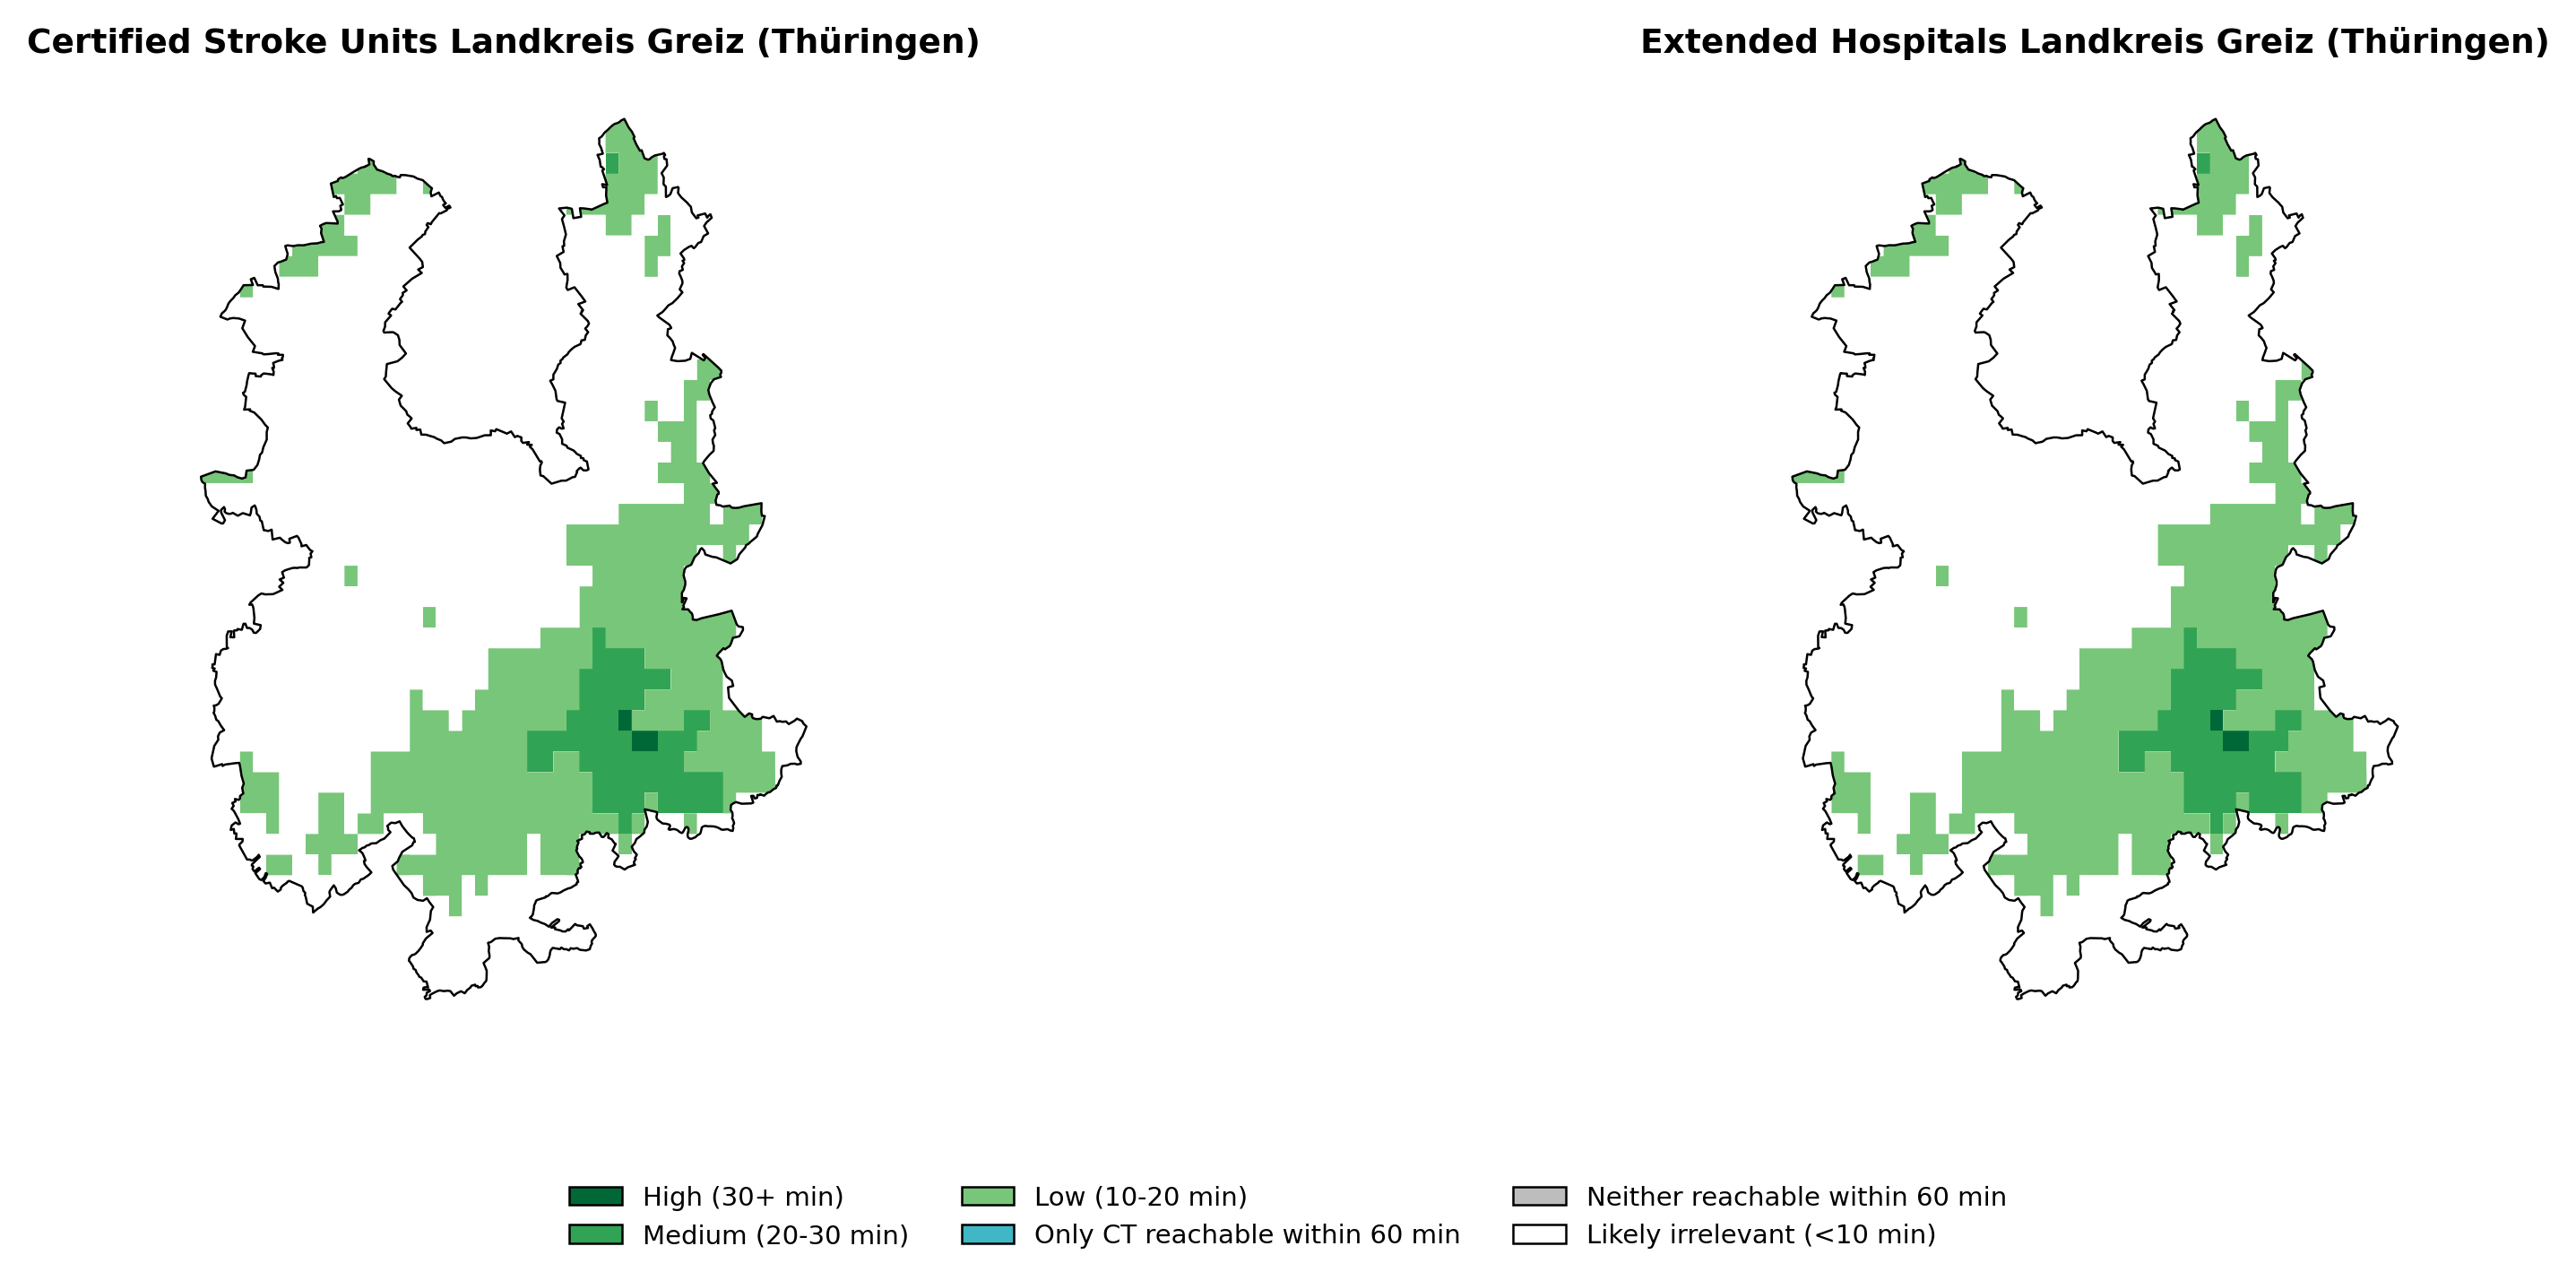 Certified Stroke Units Landkreis Greiz (Thüringen)
Extended Hospitals Landkreis Greiz (Thüringen)
High (30+ min)
Medium (20-30 min)
Low (10-20 min)
Only CT reachable within 60 min
Neither reachable within 60 min
Likely irrelevant (<10 min)